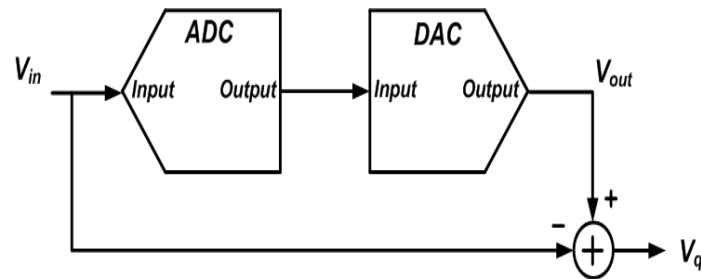 ADC
DAC
V_in
Input
Output
Input
Output
V_out
+
−
+
V_q